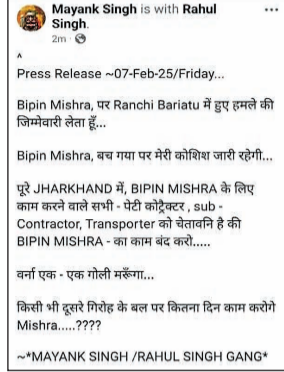 Mayank Singh is with Rahul
Singh.
2m
^
Press Release ~07-Feb-25/Friday...
Bipin Mishra, पर Ranchi Bariatu में हुए हमले की
जिम्मेवारी लेता हूँ...
Bipin Mishra, बच गया पर मेरी कोशिश जारी रहेगी...
पूरे JHARKHAND में, BIPIN MISHRA के लिए
काम करने वाले सभी - पेटी कोट्रैक्टर , sub -
Contractor, Transporter को चेतावनि है की
BIPIN MISHRA - का काम बंद करो.....
वर्ना एक - एक गोली मरूँगा...
किसी भी दूसरे गिरोह के बल पर कितना दिन काम करोगे
Mishra.....????
~*MAYANK SINGH /RAHUL SINGH GANG*